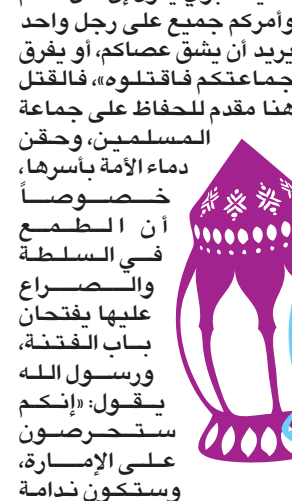 وأمركم جميع على رجل واحد
يريد أن يشق عصاكم، أو يفرق
جماعتكم فاقتلوه»، فالقتل
هنا مقدم للحفاظ على جماعة
المسلمين، وحقن
دماء الأمة بأسرها،
خصوصاً
أن الطمع
في السلطة
والصراع
عليها يفتحان
باب الفتنة،
ورسول الله
يقول: «إنكم
ستحرصون
على الإمارة،
وستكون ندامة